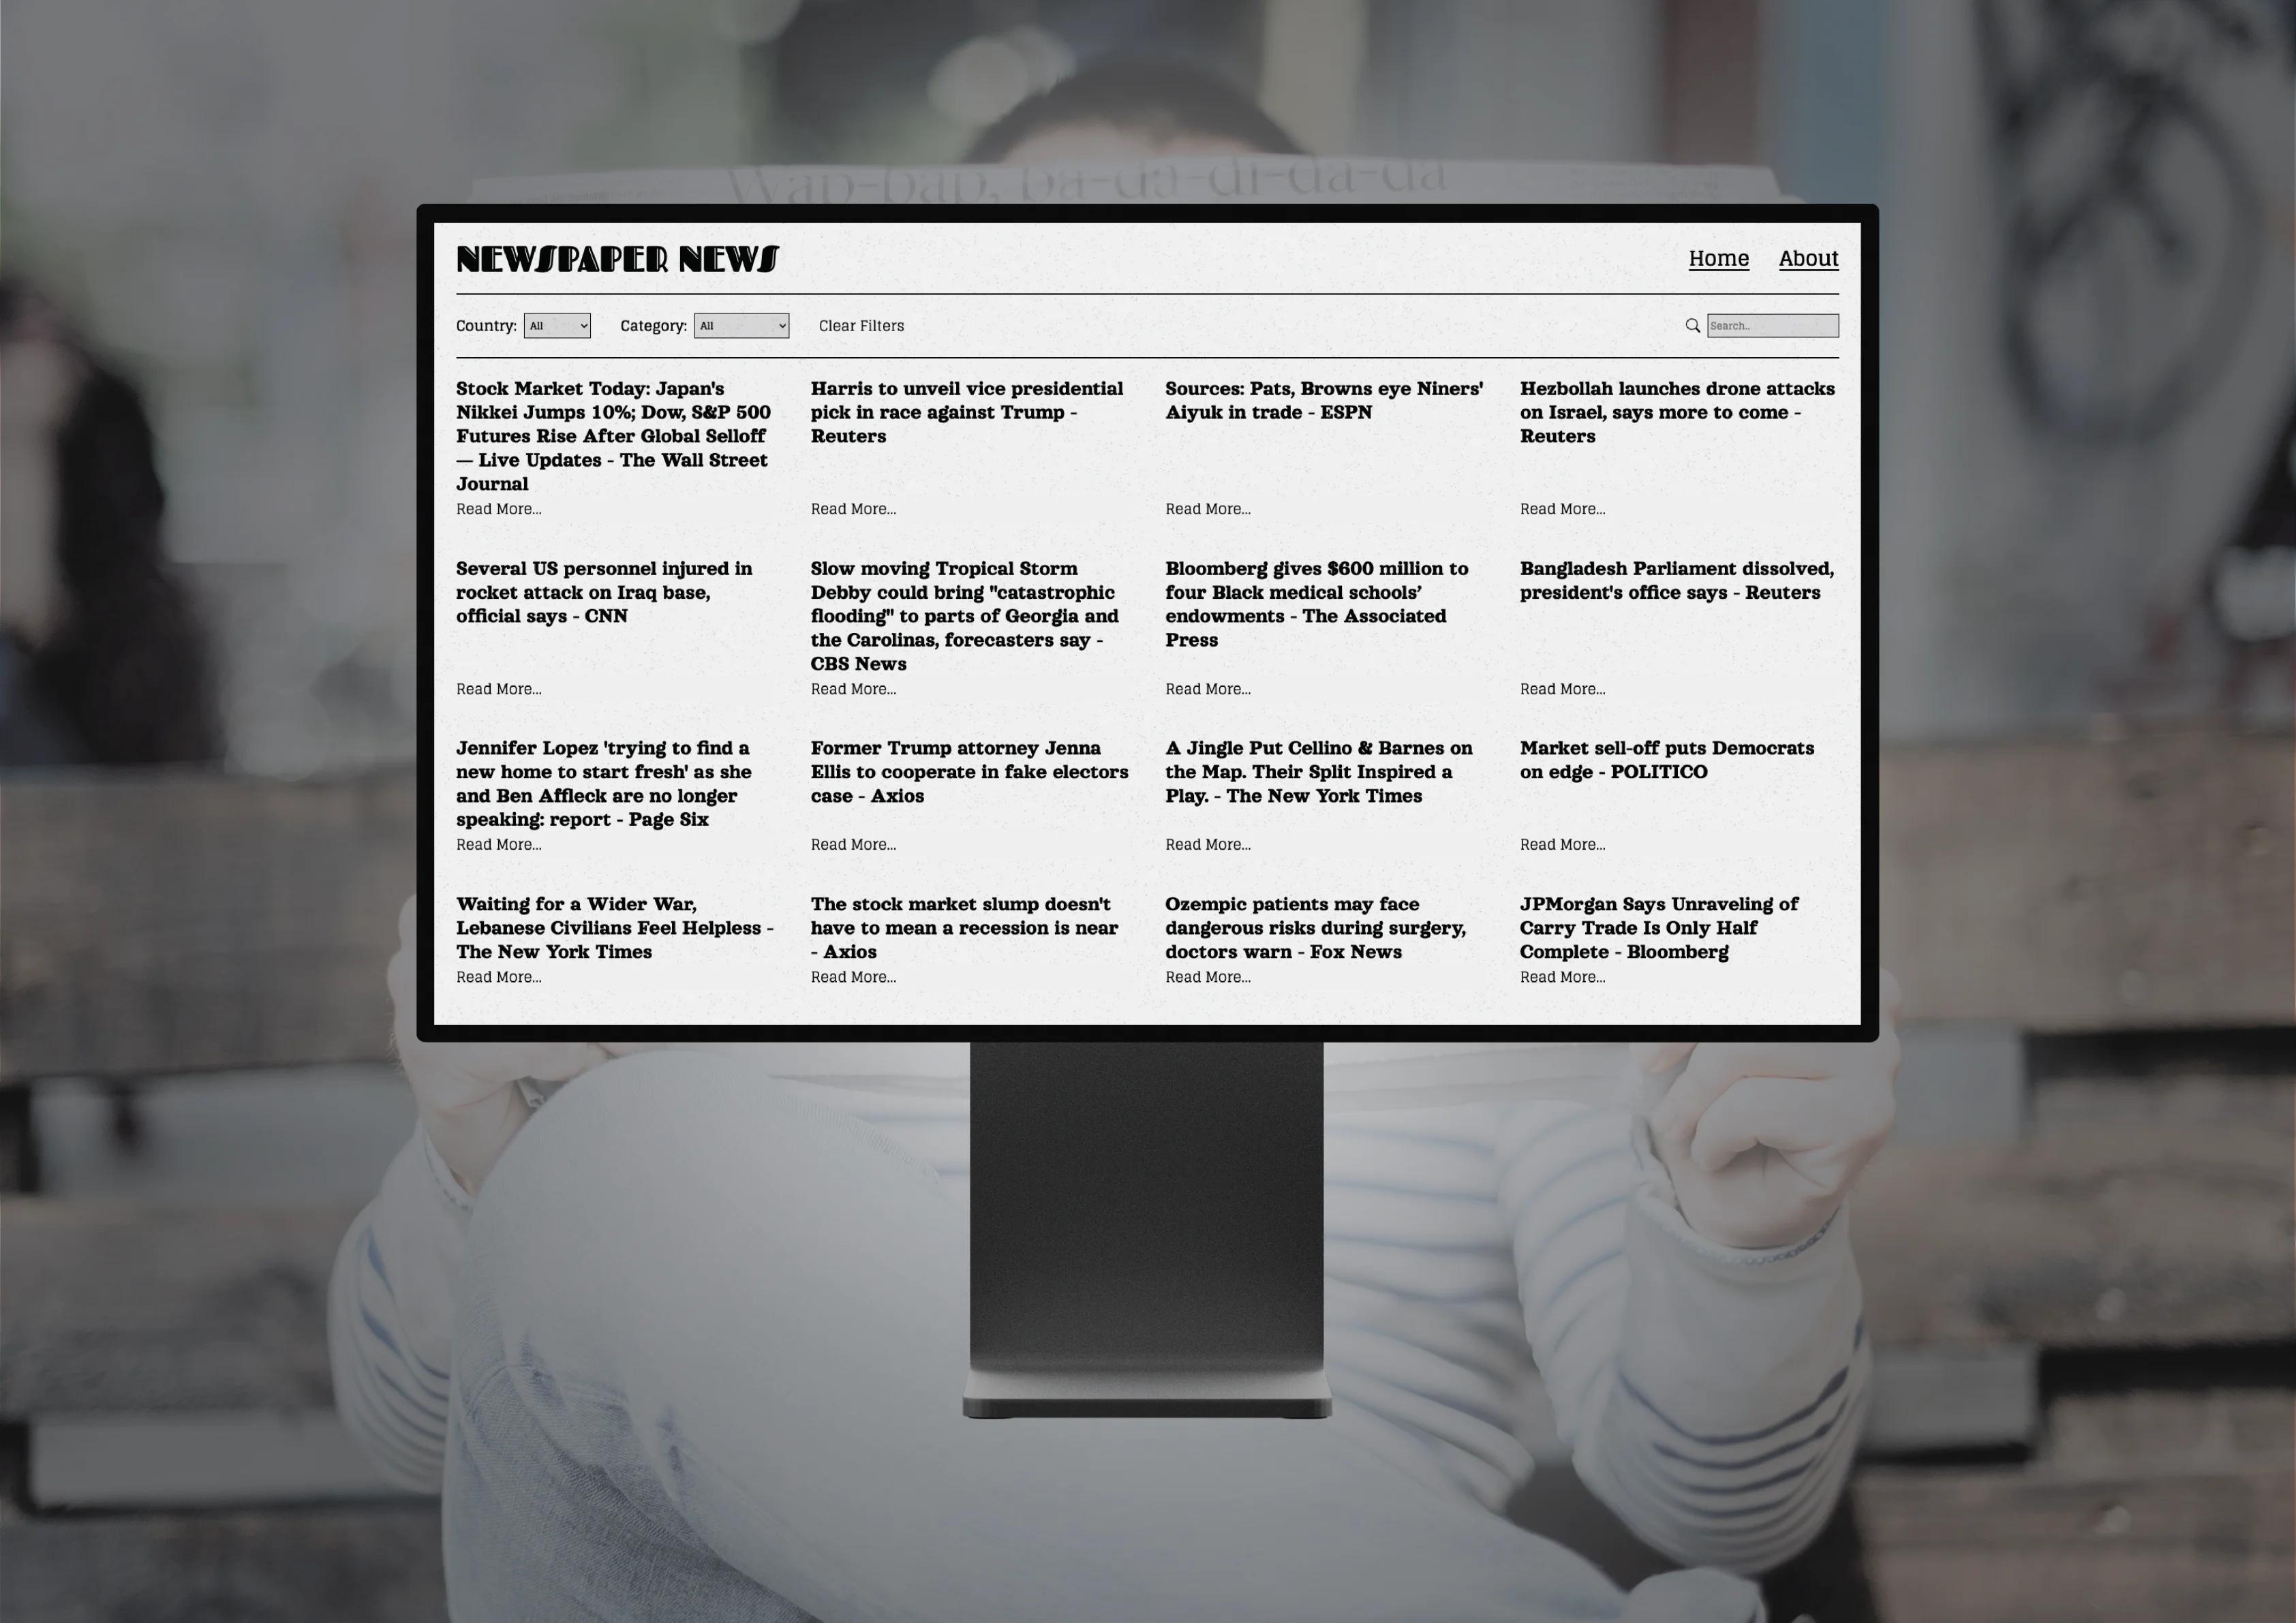 Wap-bap, ba-da-di-da-da
NEWSPAPER NEWS
Home About
Country: All Category: All Clear Filters Search..
Stock Market Today: Japan's
Nikkei Jumps 10%; Dow, S&P 500
Futures Rise After Global Selloff
— Live Updates - The Wall Street
Journal
Read More...
Harris to unveil vice presidential
pick in race against Trump -
Reuters
Read More...
Sources: Pats, Browns eye Niners'
Aiyuk in trade - ESPN
Read More...
Hezbollah launches drone attacks
on Israel, says more to come -
Reuters
Read More...
Several US personnel injured in
rocket attack on Iraq base,
official says - CNN
Read More...
Slow moving Tropical Storm
Debby could bring "catastrophic
flooding" to parts of Georgia and
the Carolinas, forecasters say -
CBS News
Read More...
Bloomberg gives $600 million to
four Black medical schools’
endowments - The Associated
Press
Read More...
Bangladesh Parliament dissolved,
president's office says - Reuters
Read More...
Jennifer Lopez 'trying to find a
new home to start fresh' as she
and Ben Affleck are no longer
speaking: report - Page Six
Read More...
Former Trump attorney Jenna
Ellis to cooperate in fake electors
case - Axios
Read More...
A Jingle Put Cellino & Barnes on
the Map. Their Split Inspired a
Play. - The New York Times
Read More...
Market sell-off puts Democrats
on edge - POLITICO
Read More...
Waiting for a Wider War,
Lebanese Civilians Feel Helpless -
The New York Times
Read More...
The stock market slump doesn't
have to mean a recession is near
- Axios
Read More...
Ozempic patients may face
dangerous risks during surgery,
doctors warn - Fox News
Read More...
JPMorgan Says Unraveling of
Carry Trade Is Only Half
Complete - Bloomberg
Read More...